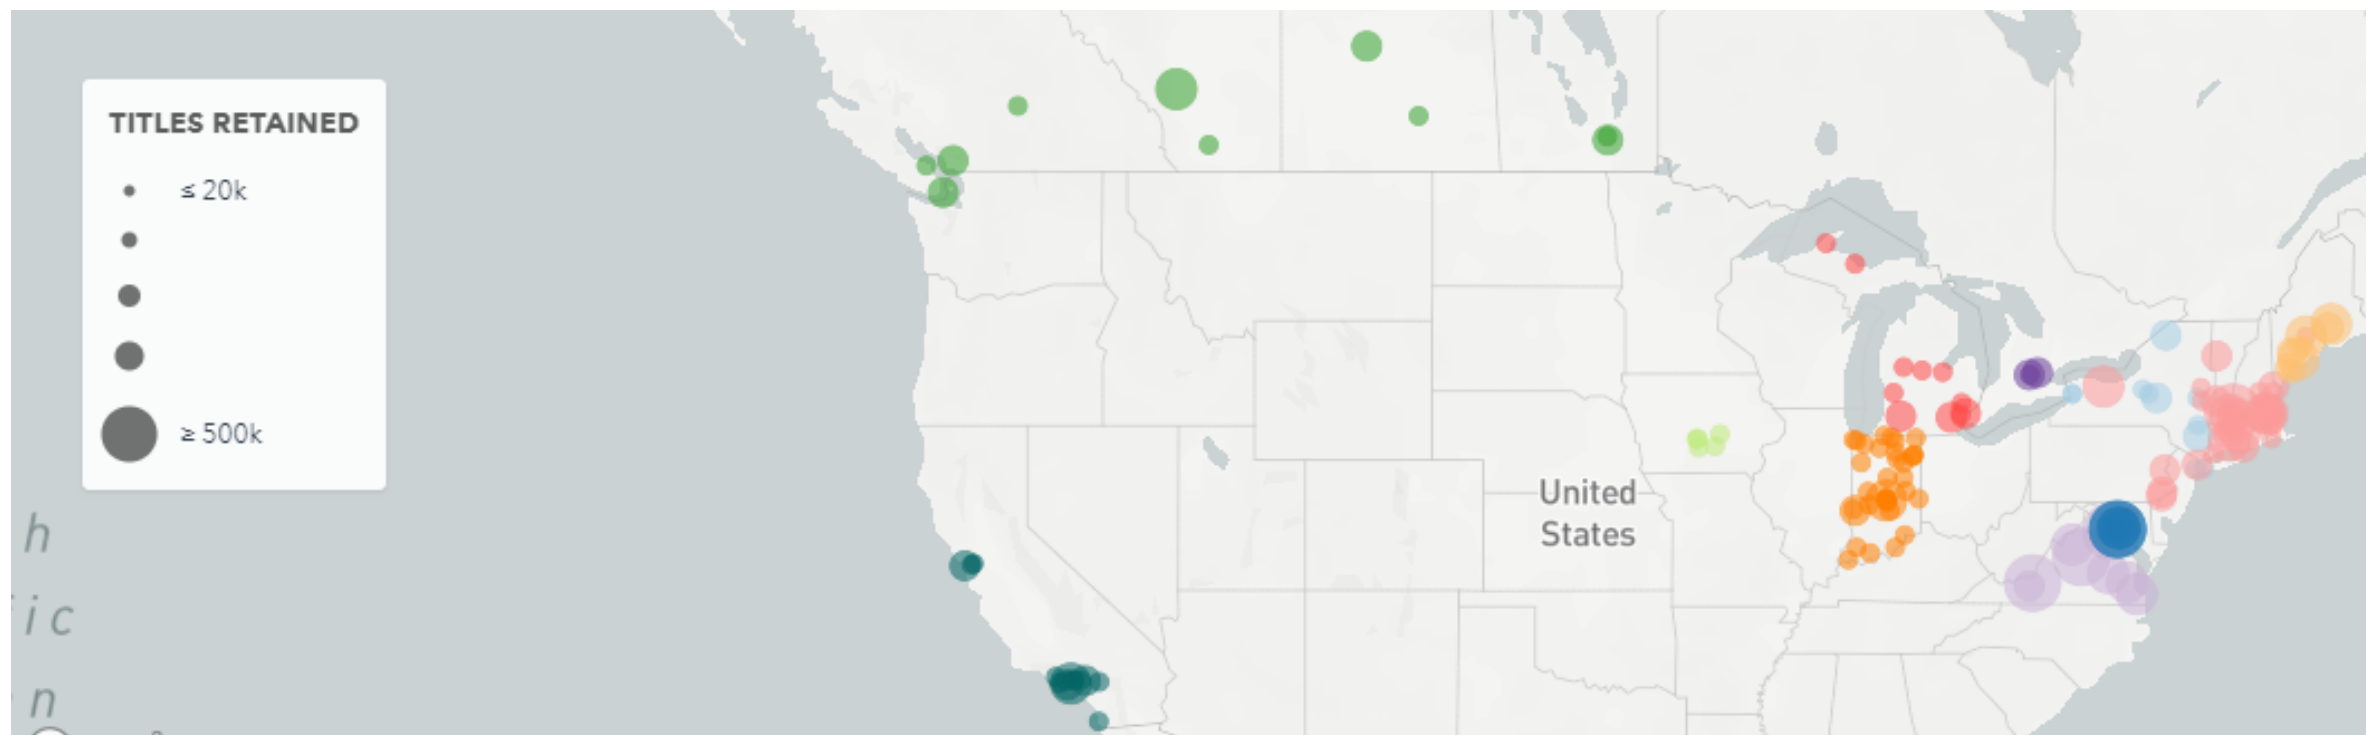 TITLES RETAINED
≤ 20k
≥ 500k
h
ic
n
United
States